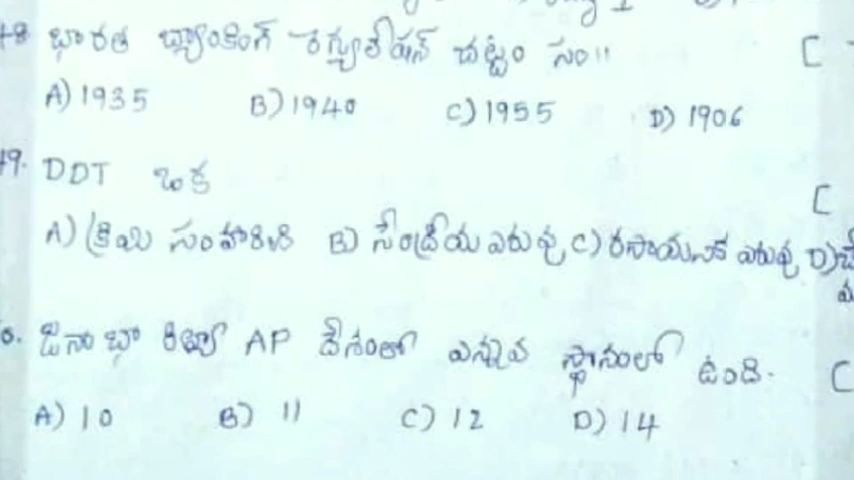 48 భారత బ్యాంకింగ్ రెగ్యులేషన్ చట్టం సం॥ [
A) 1935 B) 1940 C) 1955 D) 1906
49. DDT ఒక [
A) క్రిమి సంహారిణి B) సేంద్రీయ ఎరువు C) రసాయనిక ఎరువు D)
0. జనాభా రీత్యా AP దేశంలో ఎన్నవ స్థానంలో ఉంది. [
A) 10 B) 11 C) 12 D) 14